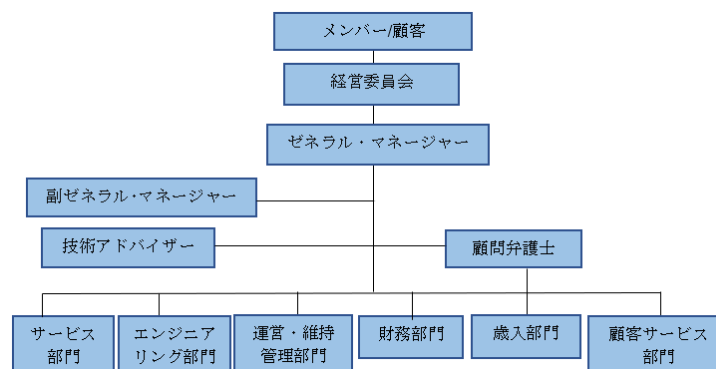 メンバー/顧客
経営委員会
ゼネラル・マネージャー
副ゼネラル・マネージャー
技術アドバイザー
顧問弁護士
サービス
部門
エンジニア
リング部門
運営・維持
管理部門
財務部門
歳入部門
顧客サービス
部門